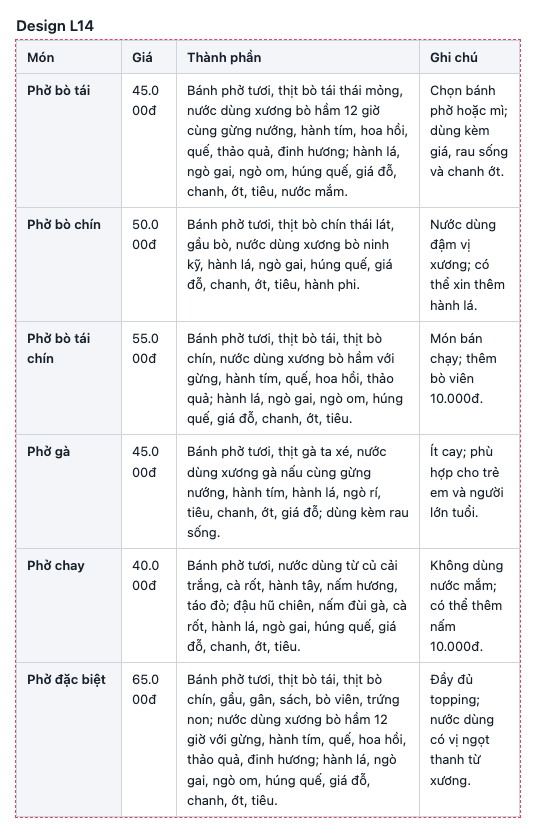 Design L14
Món
Giá
Thành phần
Ghi chú
Phở bò tái
45.0
00đ
Bánh phở tươi, thịt bò tái thái mỏng,
nước dùng xương bò hầm 12 giờ
cùng gừng nướng, hành tím, hoa hồi,
quế, thảo quả, đinh hương; hành lá,
ngò gai, ngò om, húng quế, giá đỗ,
chanh, ớt, tiêu, nước mắm.
Chọn bánh
phở hoặc mì;
dùng kèm
giá, rau sống
và chanh ớt.
Phở bò chín
50.0
00đ
Bánh phở tươi, thịt bò chín thái lát,
gầu bò, nước dùng xương bò ninh
kỹ, hành lá, ngò gai, húng quế, giá
đỗ, chanh, ớt, tiêu, hành phi.
Nước dùng
đậm vị
xương; có
thể xin thêm
hành lá.
Phở bò tái
chín
55.0
00đ
Bánh phở tươi, thịt bò tái, thịt bò
chín, nước dùng xương bò hầm với
gừng, hành tím, quế, hoa hồi, thảo
quả; hành lá, ngò gai, ngò om, húng
quế, giá đỗ, chanh, ớt, tiêu.
Món bán
chạy; thêm
bò viên
10.000đ.
Phở gà
45.0
00đ
Bánh phở tươi, thịt gà ta xé, nước
dùng xương gà nấu cùng gừng
nướng, hành tím, hành lá, ngò rí,
tiêu, chanh, ớt, giá đỗ; dùng kèm rau
sống.
Ít cay; phù
hợp cho trẻ
em và người
lớn tuổi.
Phở chay
40.0
00đ
Bánh phở tươi, nước dùng từ củ cải
trắng, cà rốt, hành tây, nấm hương,
táo đỏ; đậu hũ chiên, nấm đùi gà, cà
rốt, hành lá, ngò gai, húng quế, giá
đỗ, chanh, ớt, tiêu.
Không dùng
nước mắm;
có thể thêm
nấm
10.000đ.
Phở đặc biệt
65.0
00đ
Bánh phở tươi, thịt bò tái, thịt bò
chín, gầu, gân, sách, bò viên, trứng
non; nước dùng xương bò hầm 12
giờ với gừng, hành tím, quế, hoa hồi,
thảo quả, đinh hương; hành lá, ngò
gai, ngò om, húng quế, giá đỗ,
chanh, ớt, tiêu.
Đầy đủ
topping;
nước dùng
có vị ngọt
thanh từ
xương.